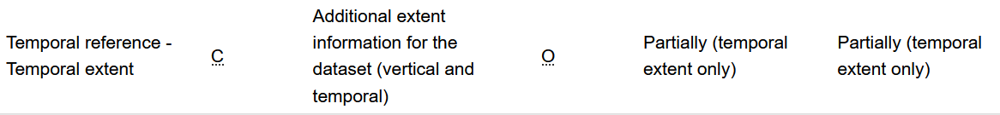 Temporal reference -
Temporal extent
C
Additional extent
information for the
dataset (vertical and
temporal)
O
Partially (temporal
extent only)
Partially (temporal
extent only)